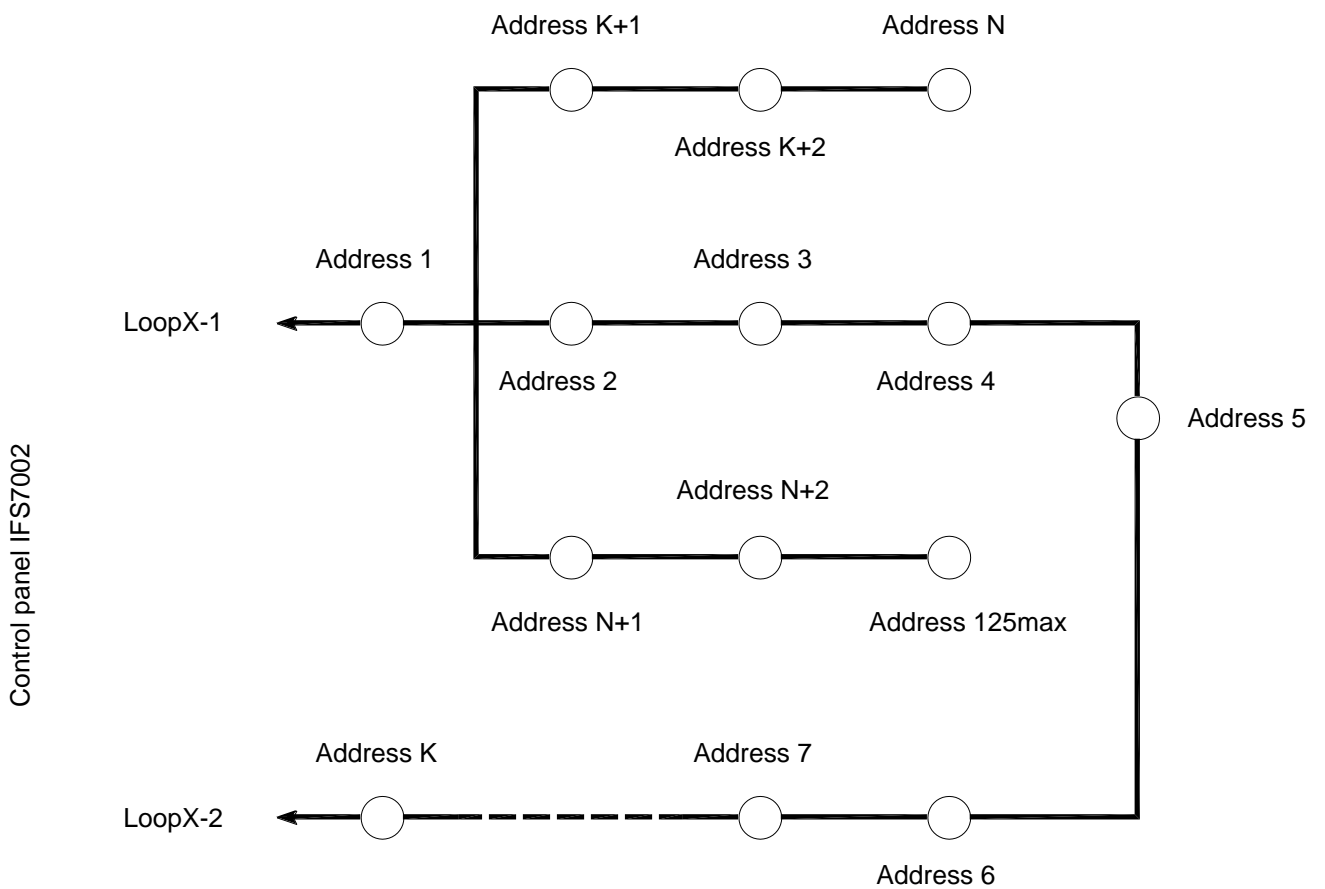 Address K+1
Address N
Address K+2
Address 1
Address 3
LoopX-1
Address 2
Address 4
Address 5
Control panel IFS7002
Address N+2
Address N+1
Address 125max
Address K
Address 7
LoopX-2
Address 6